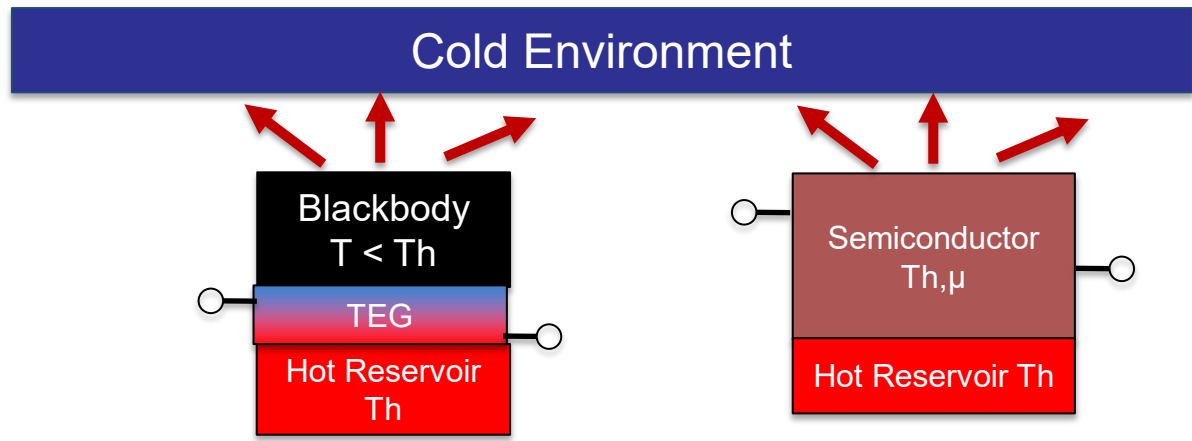 Cold Environment
Blackbody
T < Th
TEG
Hot Reservoir
Th
Semiconductor
Th,µ
Hot Reservoir Th